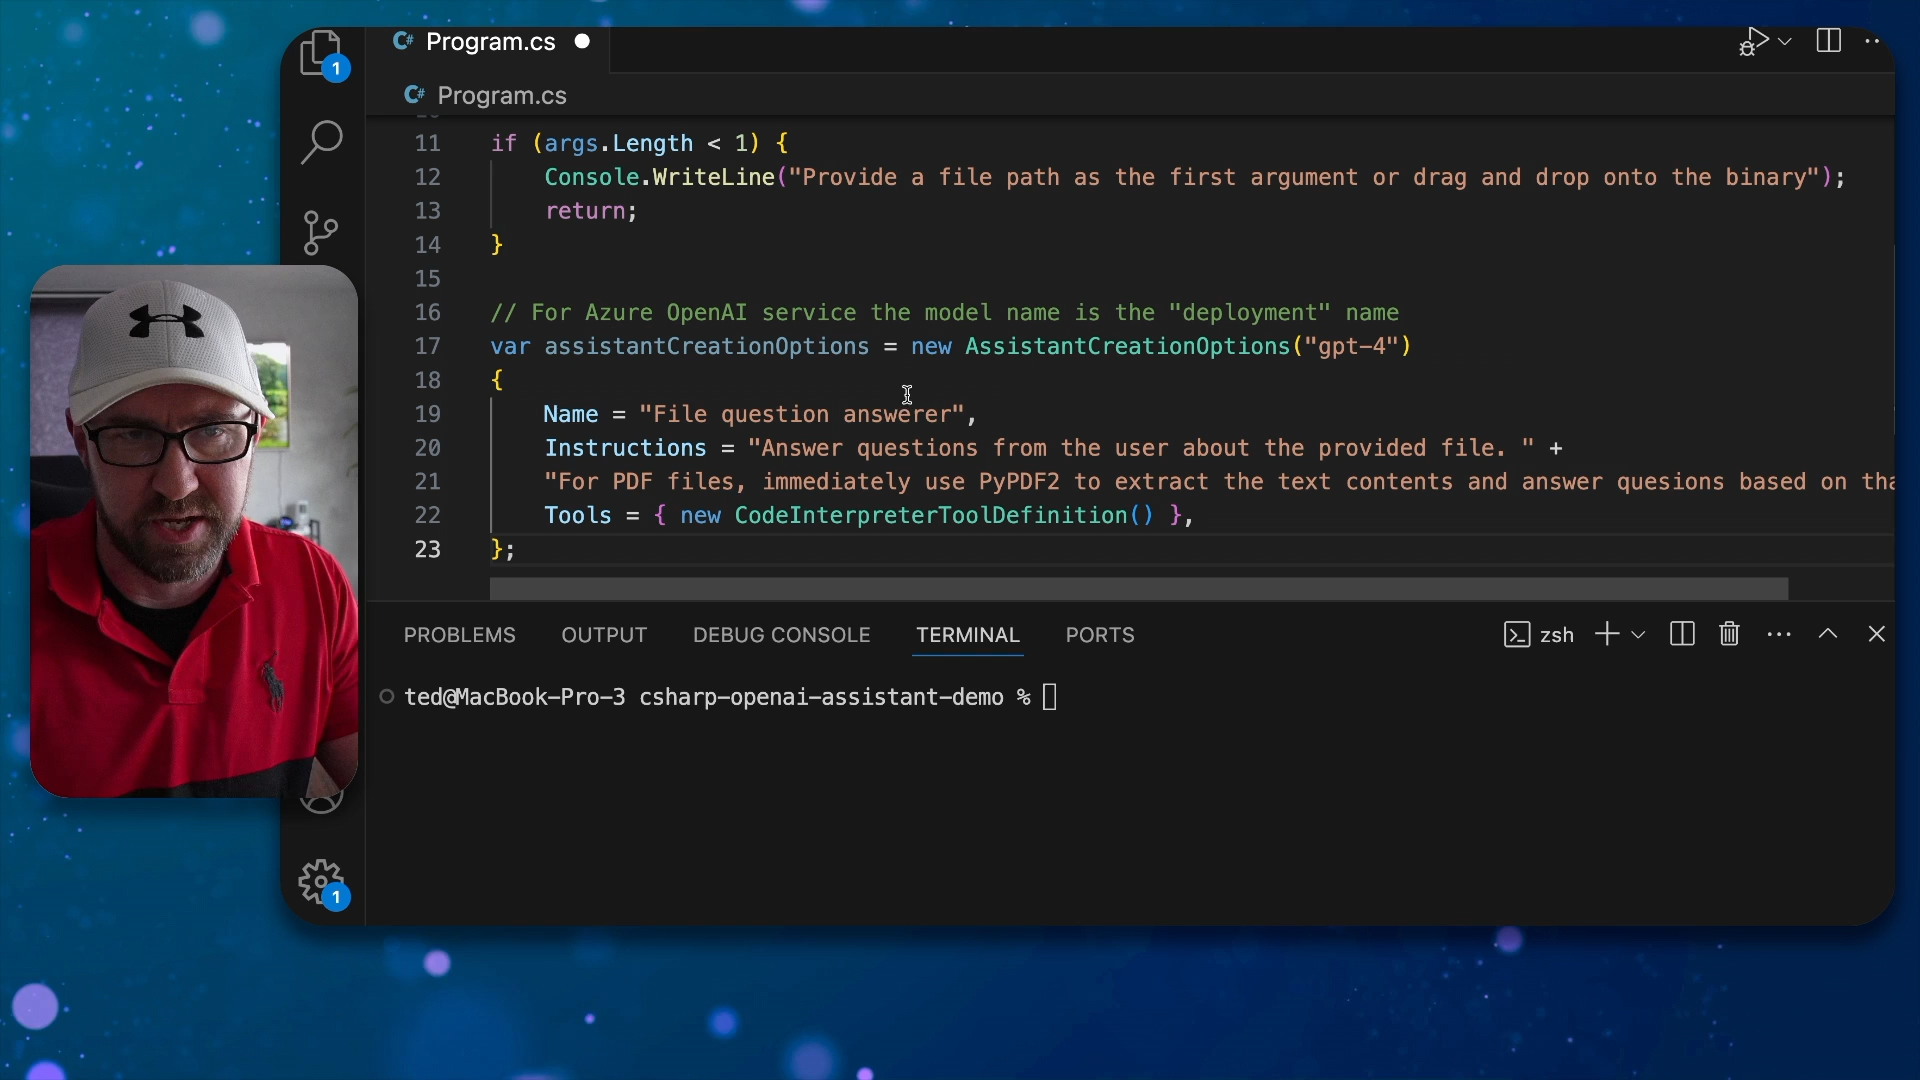 Program.cs
1
Program.cs
11 if (args.Length < 1) {
12 Console.WriteLine("Provide a file path as the first argument or drag and drop onto the binary");
13 return;
14 }
15
16 // For Azure OpenAI service the model name is the "deployment" name
17 var assistantCreationOptions = new AssistantCreationOptions("gpt-4")
18 {
19 Name = "File question answerer",
20 Instructions = "Answer questions from the user about the provided file. " +
21 "For PDF files, immediately use PyPDF2 to extract the text contents and answer quesions based on tha
22 Tools = { new CodeInterpreterToolDefinition() },
23 };
PROBLEMS OUTPUT DEBUG CONSOLE TERMINAL PORTS zsh
ted@MacBook-Pro-3 csharp-openai-assistant-demo %
1